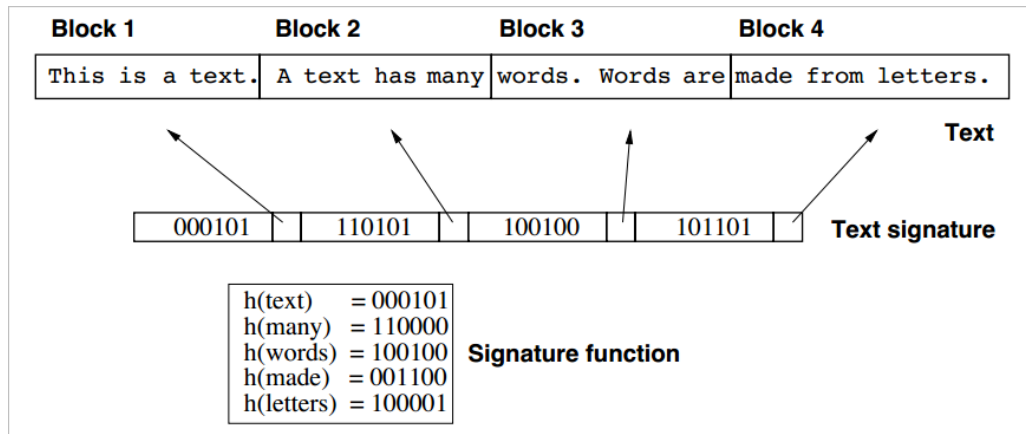 Block 1 Block 2 Block 3 Block 4
This is a text. A text has many words. Words are made from letters.
Text
000101 110101 100100 101101 Text signature
h(text) = 000101
h(many) = 110000
h(words) = 100100 Signature function
h(made) = 001100
h(letters) = 100001